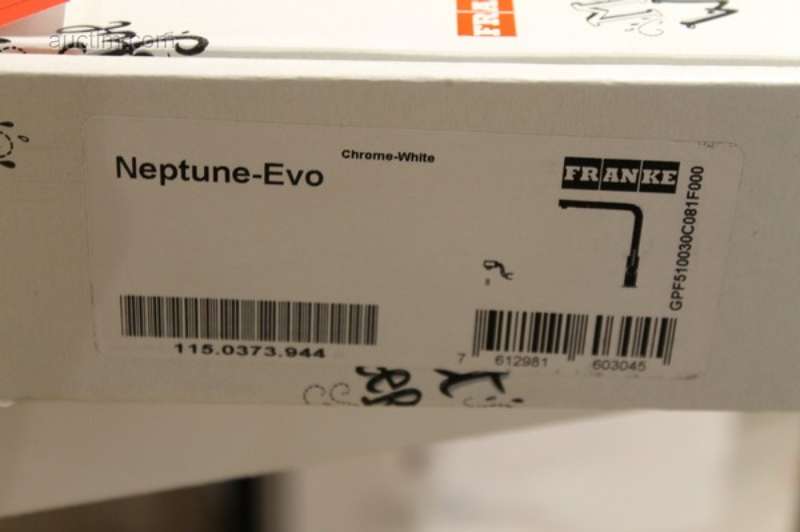 auctim .com
FRA
Chrome-White
Neptune-Evo
FRANKE
GPF510030C081F000
115.0373.944
7 612981 603045